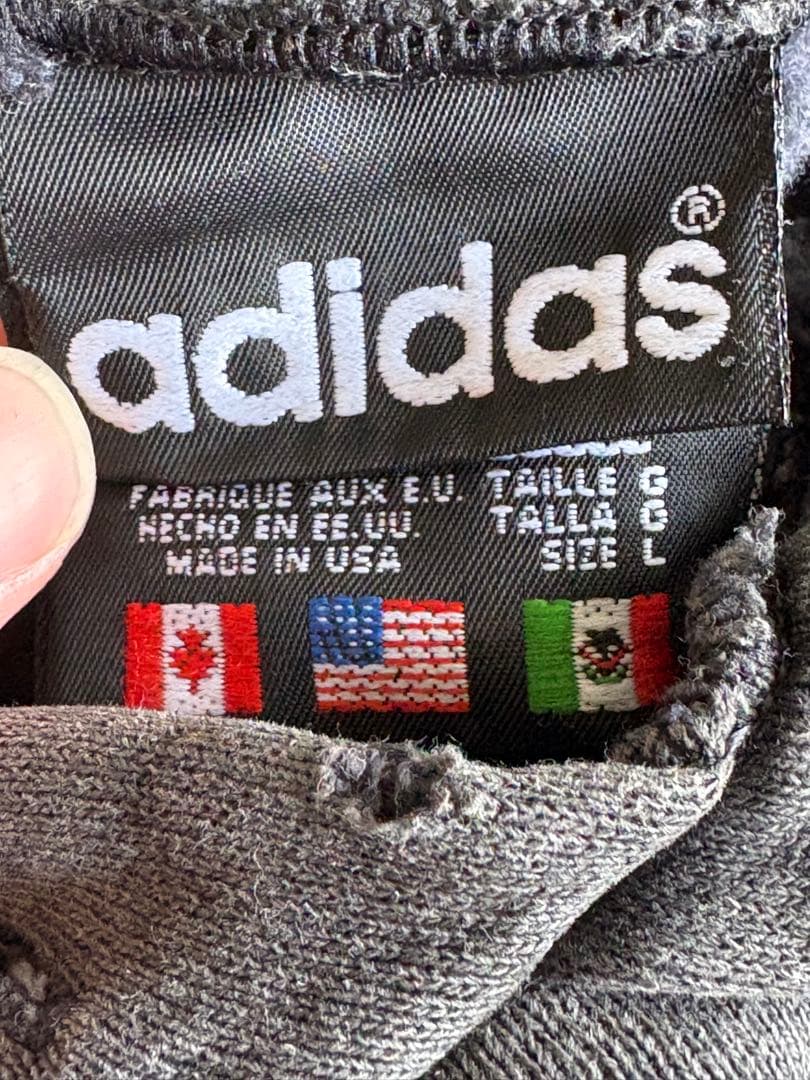 adidas®
FABRIQUE AUX E.U. TAILLE G
HECHO EN EE.UU. TALLA G
MADE IN USA SIZE L